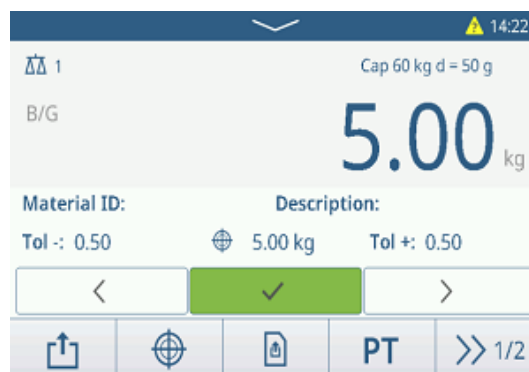 14:22
1 Cap 60 kg d = 50 g
B/G 5.00 kg
Material ID: Description:
Tol -: 0.50 5.00 kg Tol +: 0.50
PT 1/2